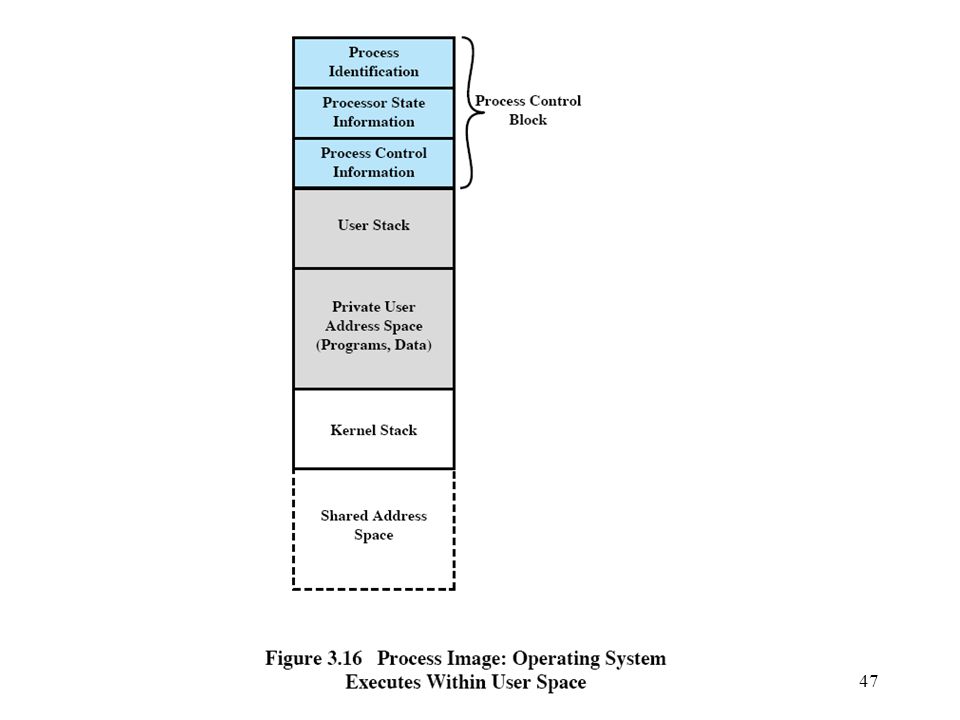 Process
Identification
Processor State
Information
Process Control
Block
Process Control
Information
User Stack
Private User
Address Space
(Programs, Data)
Kernel Stack
Shared Address
Space
Figure 3.16 Process Image: Operating System
Executes Within User Space
47